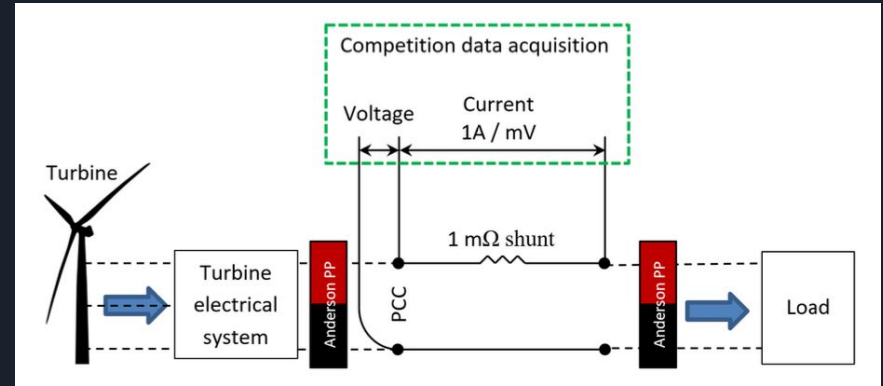 Competition data acquisition
Voltage
Current
1A / mV
Turbine
1 mΩ shunt
Turbine
electrical
system
Anderson PP
PCC
Anderson PP
Load